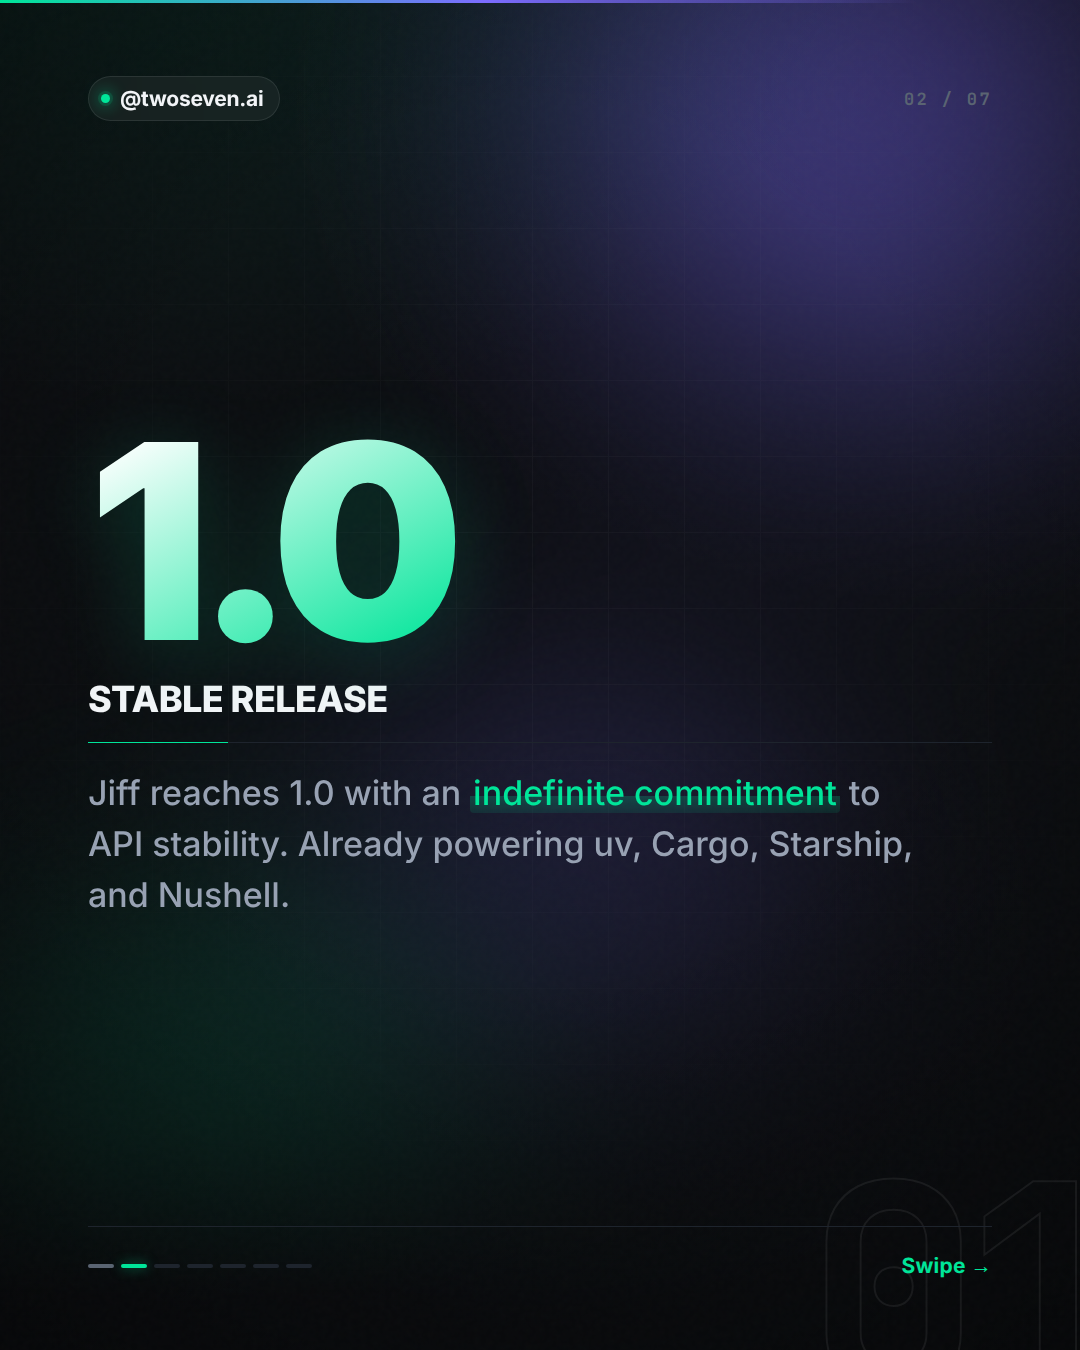 @twoseven.ai
02 / 07
1.0
STABLE RELEASE
Jiff reaches 1.0 with an indefinite commitment to
API stability. Already powering uv, Cargo, Starship,
and Nushell.
Swipe →
01